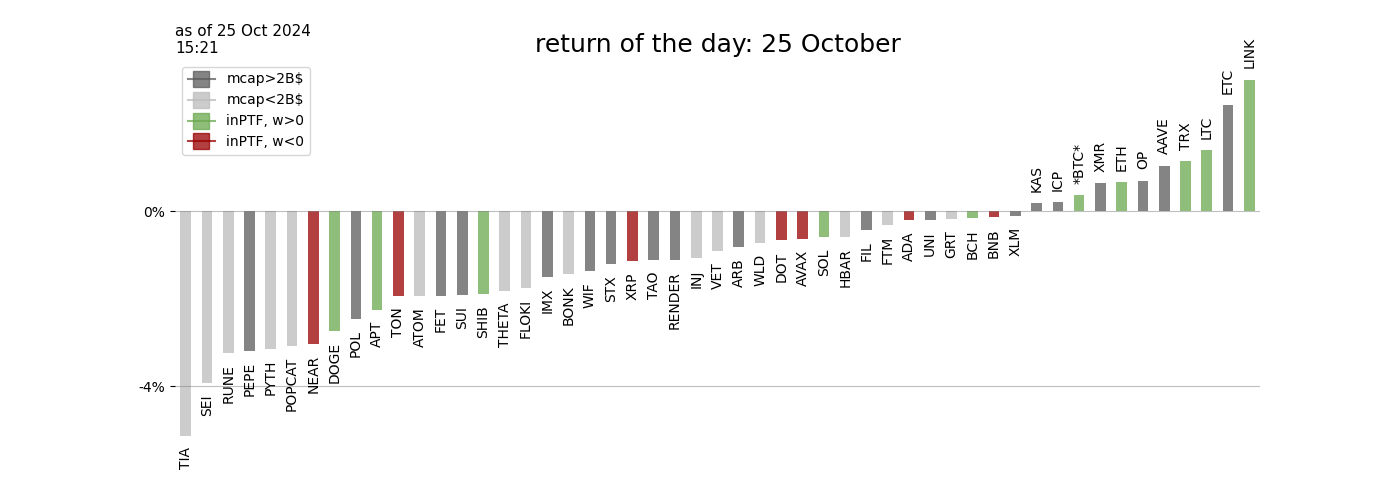 as of 25 Oct 2024
15:21
return of the day: 25 October
mcap>2B$
mcap<2B$
inPTF, w>0
inPTF, w<0
0%
-4%
TIA
SEI
RUNE
PEPE
PYTH
POPCAT
NEAR
DOGE
POL
APT
TON
ATOM
FET
SUI
SHIB
THETA
FLOKI
IMX
BONK
WIF
STX
XRP
TAO
RENDER
INJ
VET
ARB
WLD
DOT
AVAX
SOL
HBAR
FIL
FTM
ADA
UNI
GRT
BCH
BNB
XLM
KAS
ICP
*BTC*
XMR
ETH
OP
AAVE
TRX
LTC
ETC
LINK